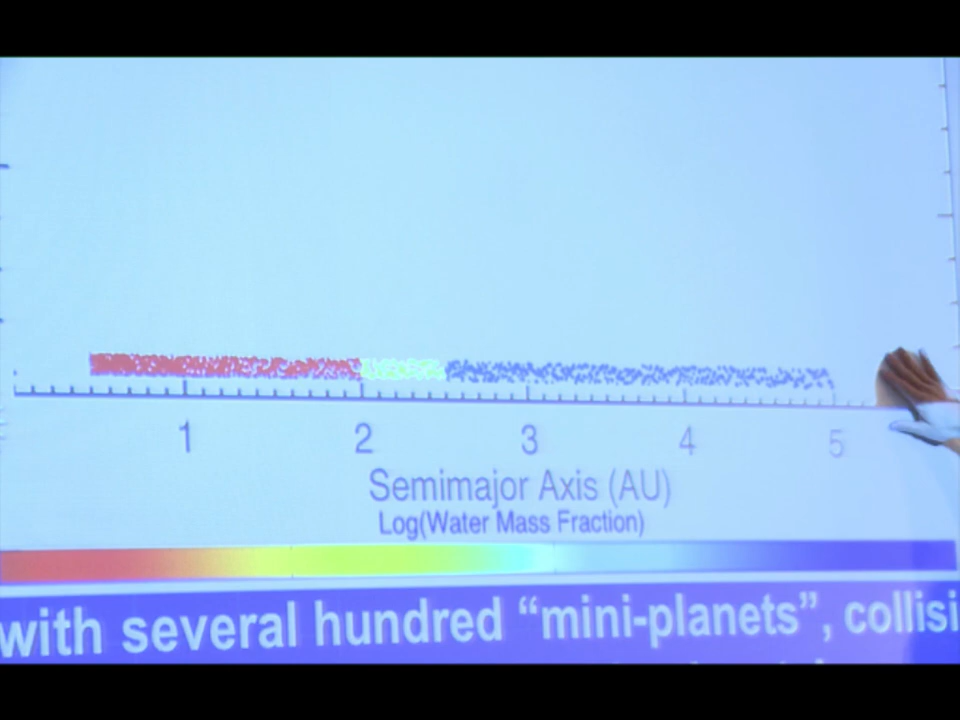 1 2 3 4 5
Semimajor Axis (AU)
Log(Water Mass Fraction)
with several hundred “mini-planets”, collisi